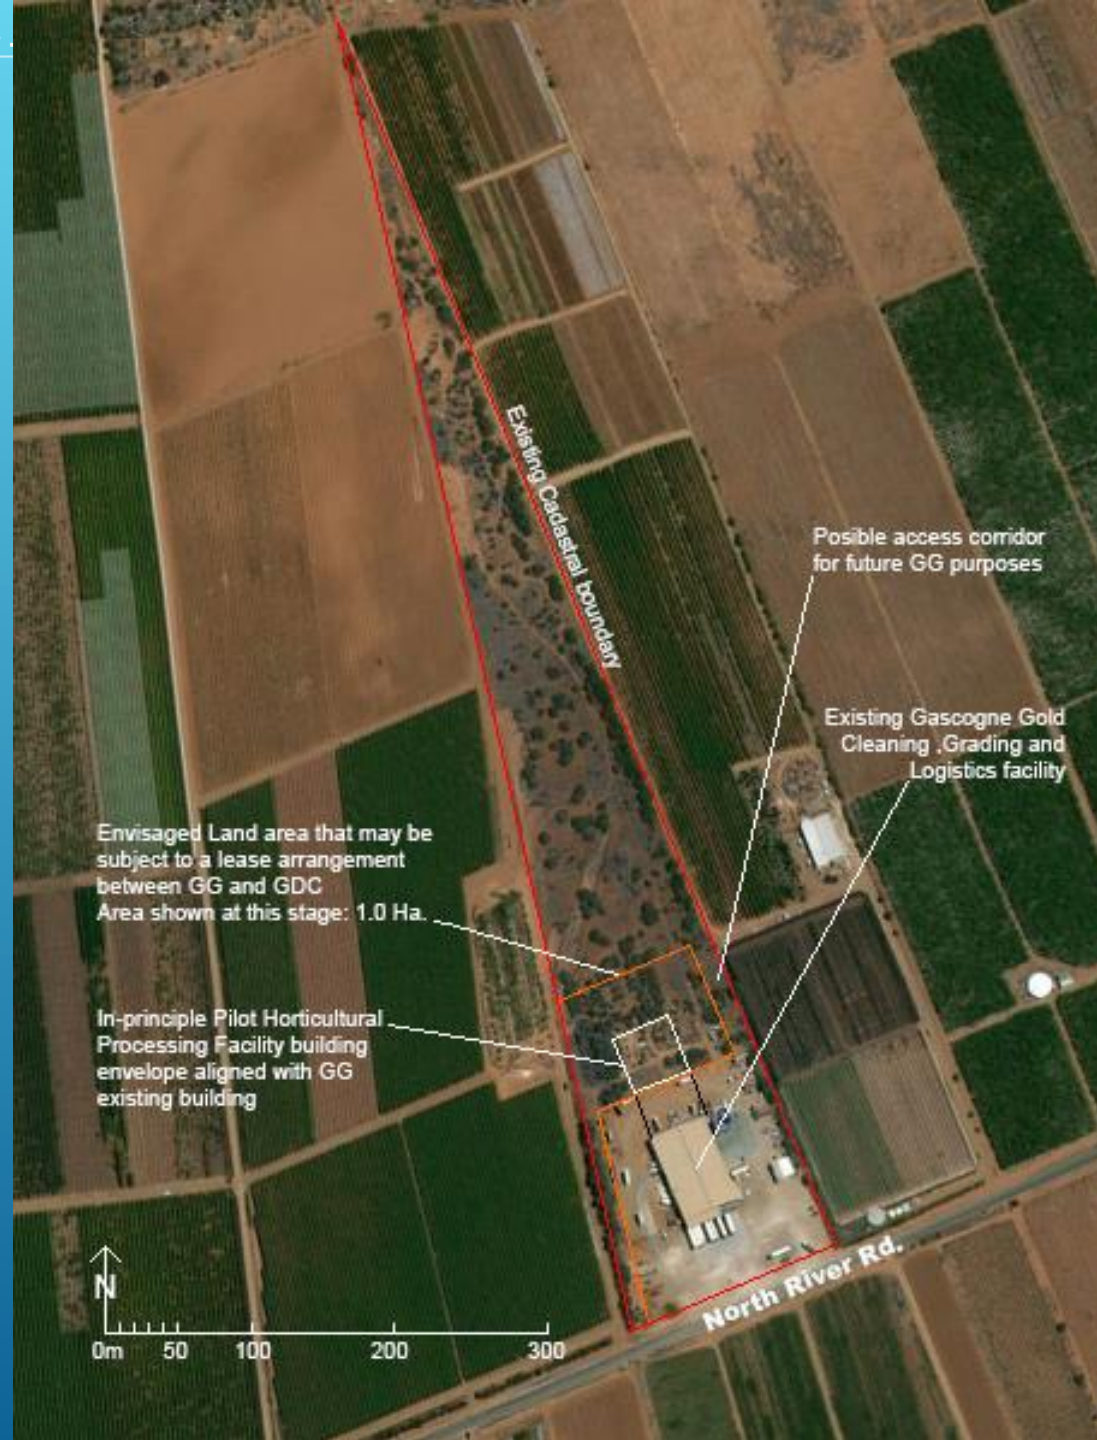 Existing Cadastral boundary
Posible access corridor
for future GG purposes
Existing Gascogne Gold
Cleaning ,Grading and
Logistics facility
Envisaged Land area that may be
subject to a lease arrangement
between GG and GDC
Area shown at this stage: 1.0 Ha.
In-principle Pilot Horticultural
Processing Facility building
envelope aligned with GG
existing building
North River Rd.
N
0m 50 100 200 300